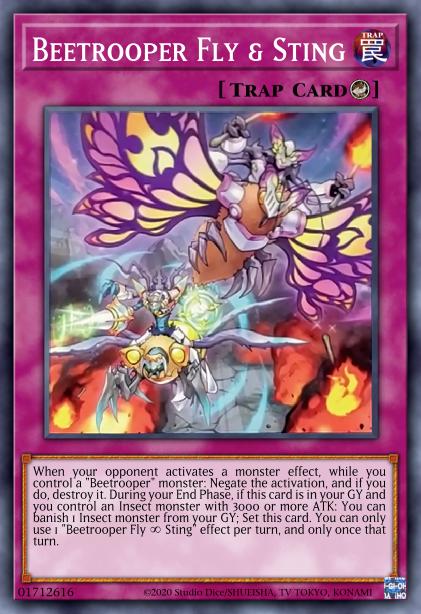 BEETROOPER FLY & STING
TRAP
罠
[TRAP CARD]
When your opponent activates a monster effect, while you
control a "Beetrooper" monster: Negate the activation, and if you
do, destroy it. During your End Phase, if this card is in your GY and
you control an Insect monster with 3000 or more ATK: You can
banish 1 Insect monster from your GY; Set this card. You can only
use 1 "Beetrooper Fly ∞ Sting" effect per turn, and only once that
turn.
01712616
©2020 Studio Dice/SHUEISHA, TV TOKYO, KONAMI